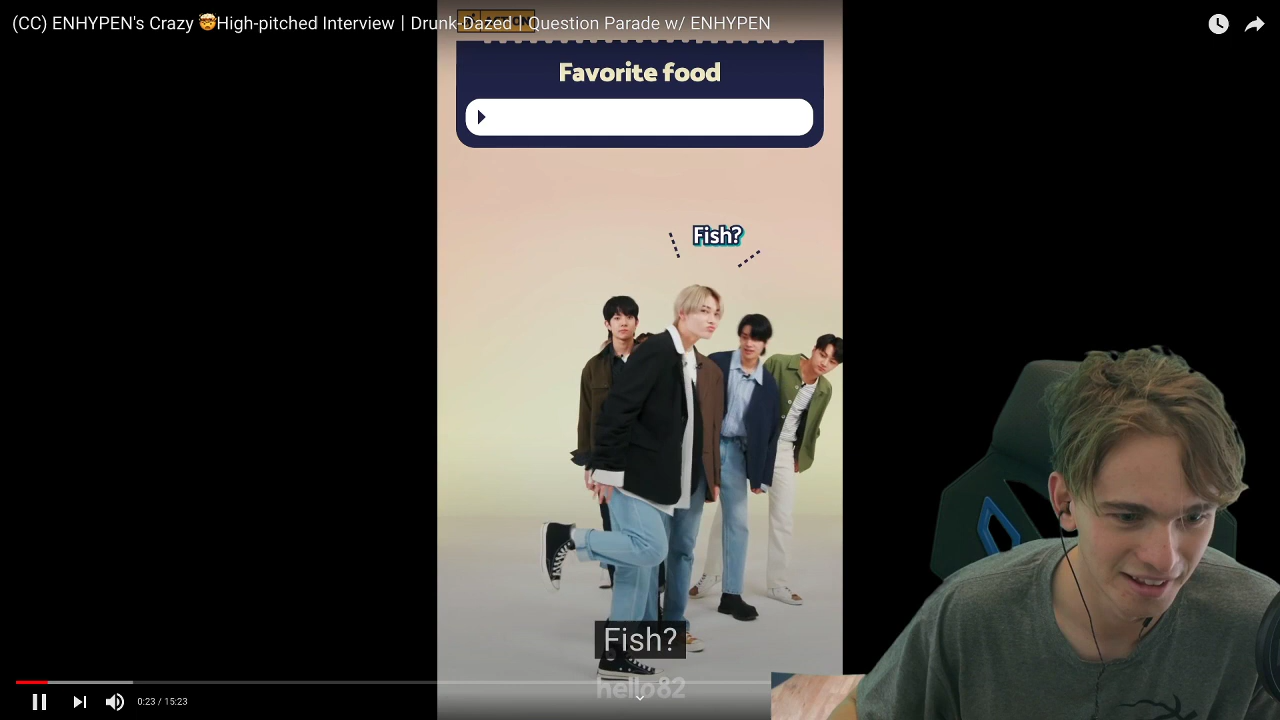 (CC) ENHYPEN's Crazy 🤯High-pitched Interview | Drunk-Dazed | Question Parade w/ ENHYPEN
Favorite food
Fish?
Fish?
hello82
0:23 / 15:23